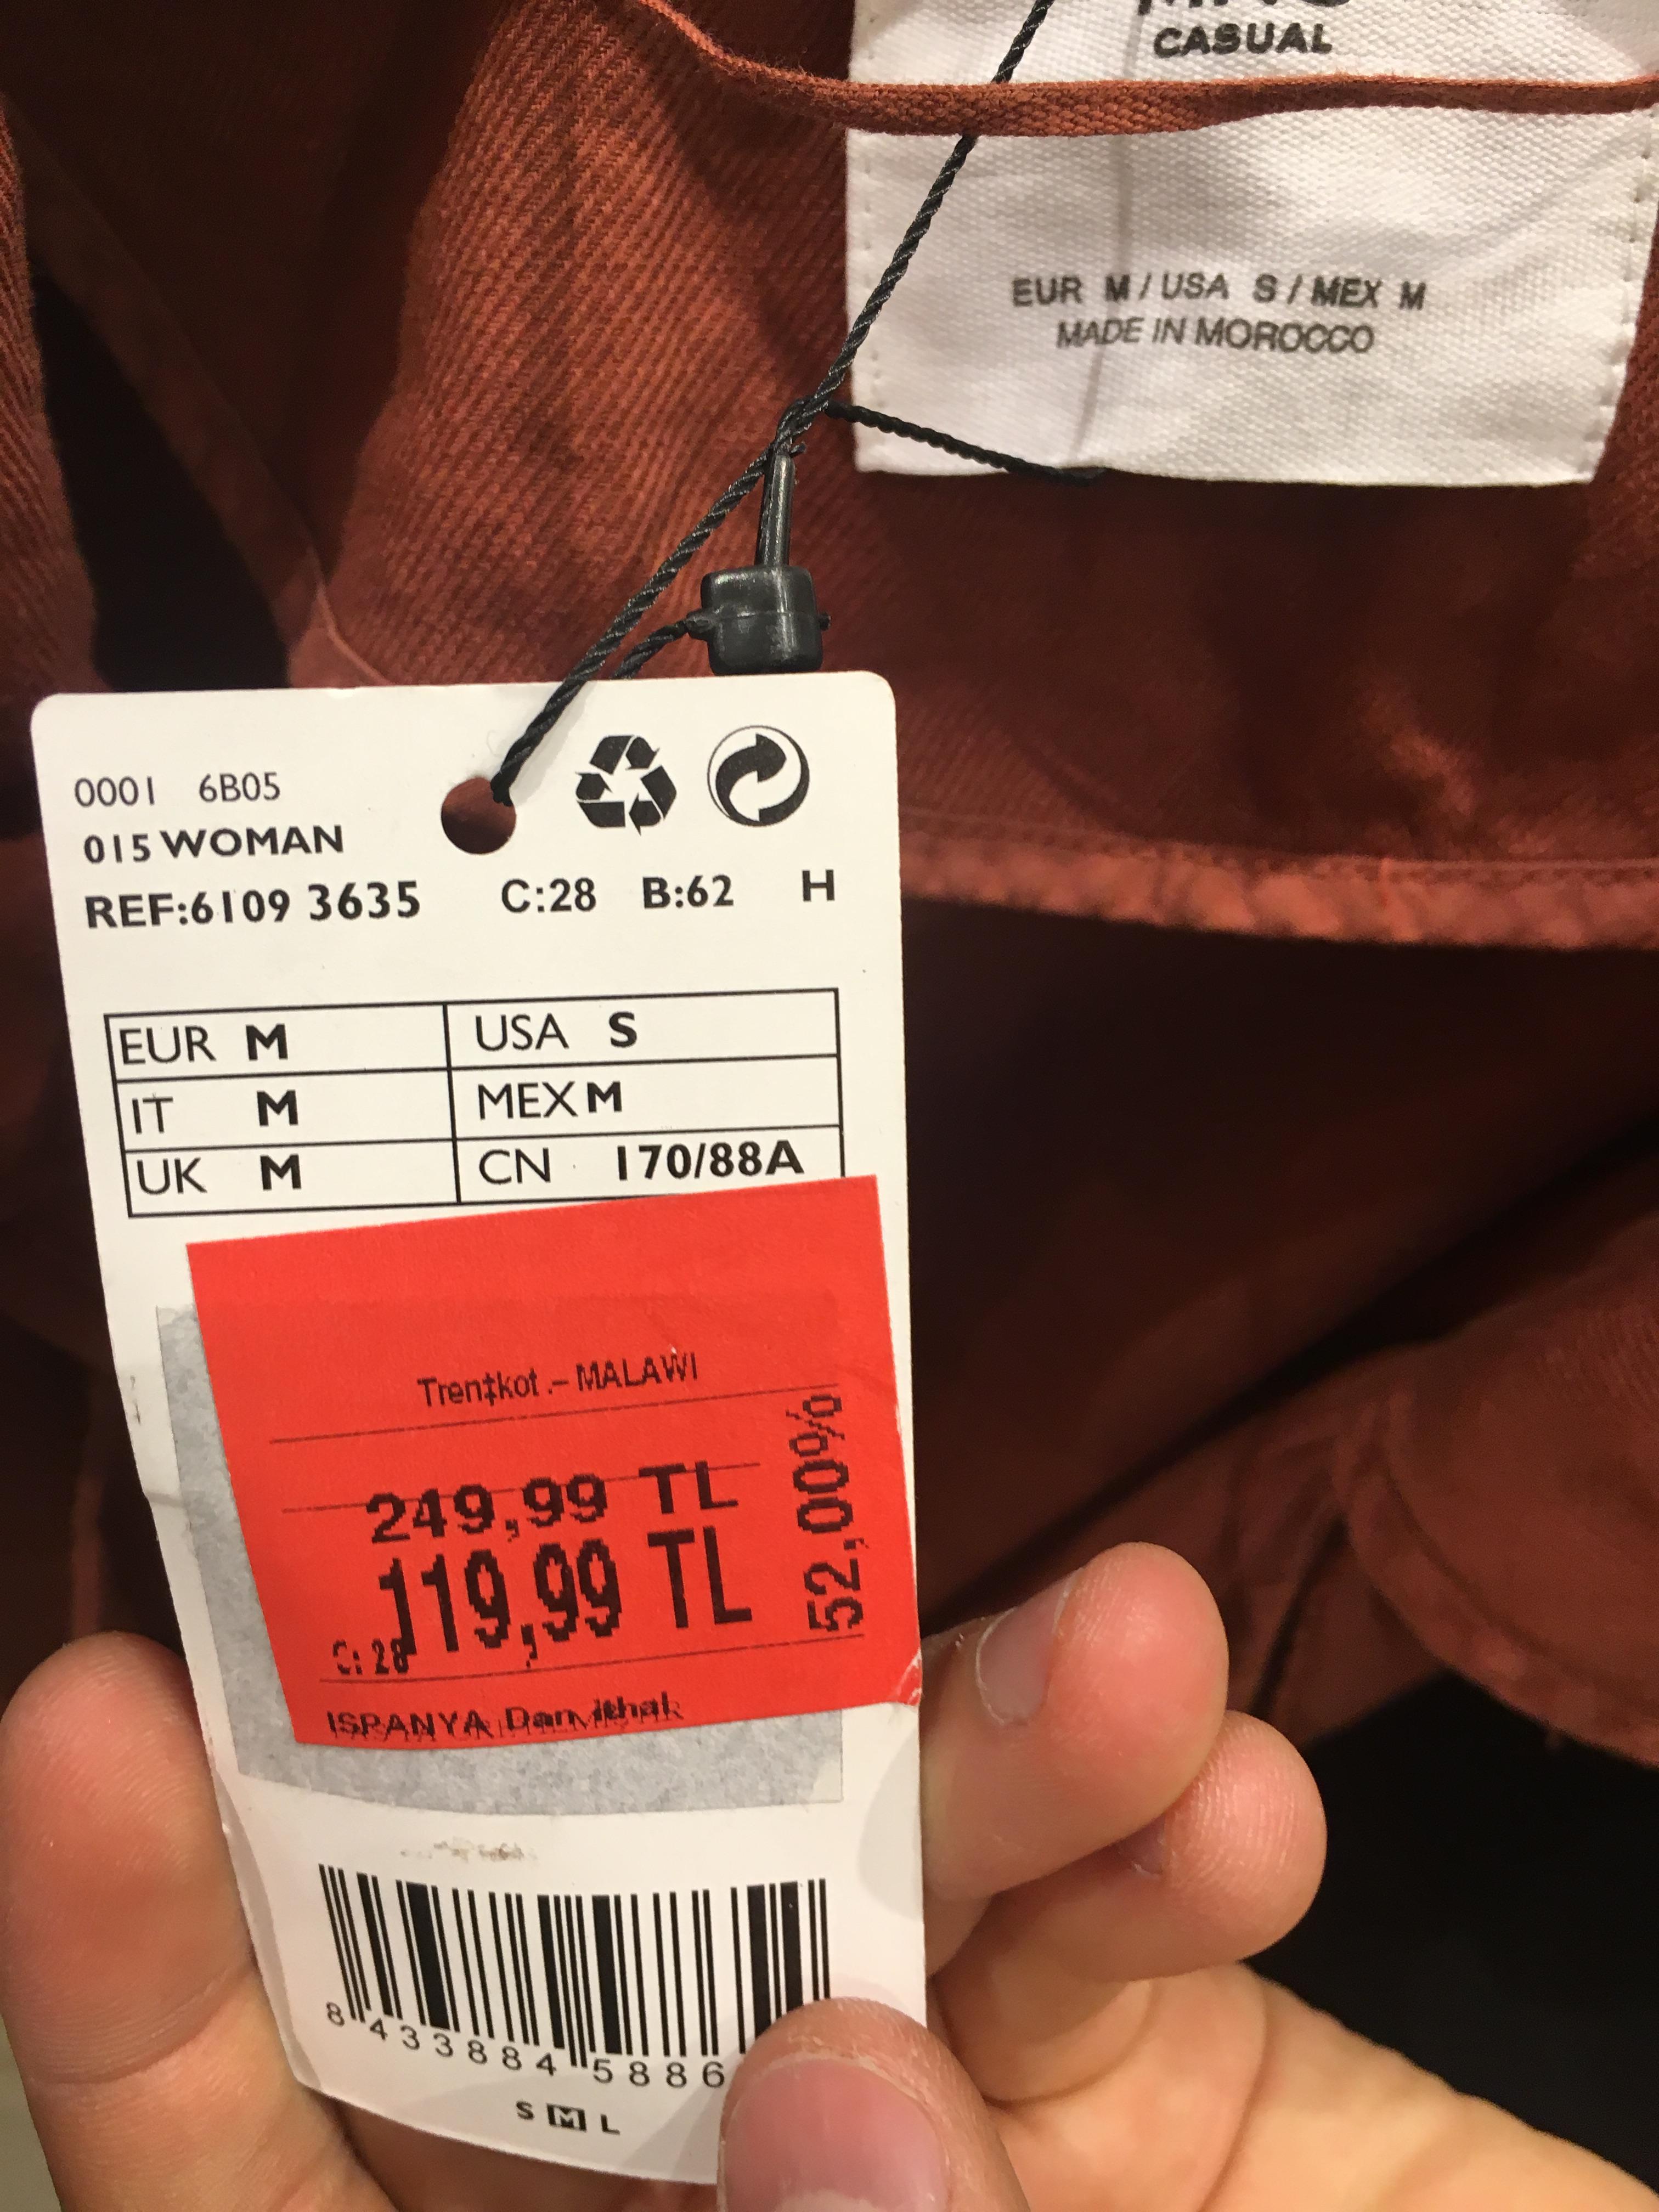 CASUAL
EUR M / USA S / MEX M
MADE IN MOROCCO
0001 6B05
015 WOMAN
REF:6109 3635 C:28 B:62 H
EUR M USA S
IT M MEX M
UK M CN 170/88A
Tren‡kot .- MALAWI
249,99 TL
119,99 TL
52,00%
C: 28
ISPANYA Dan ithal
8 433884 5886
S M L